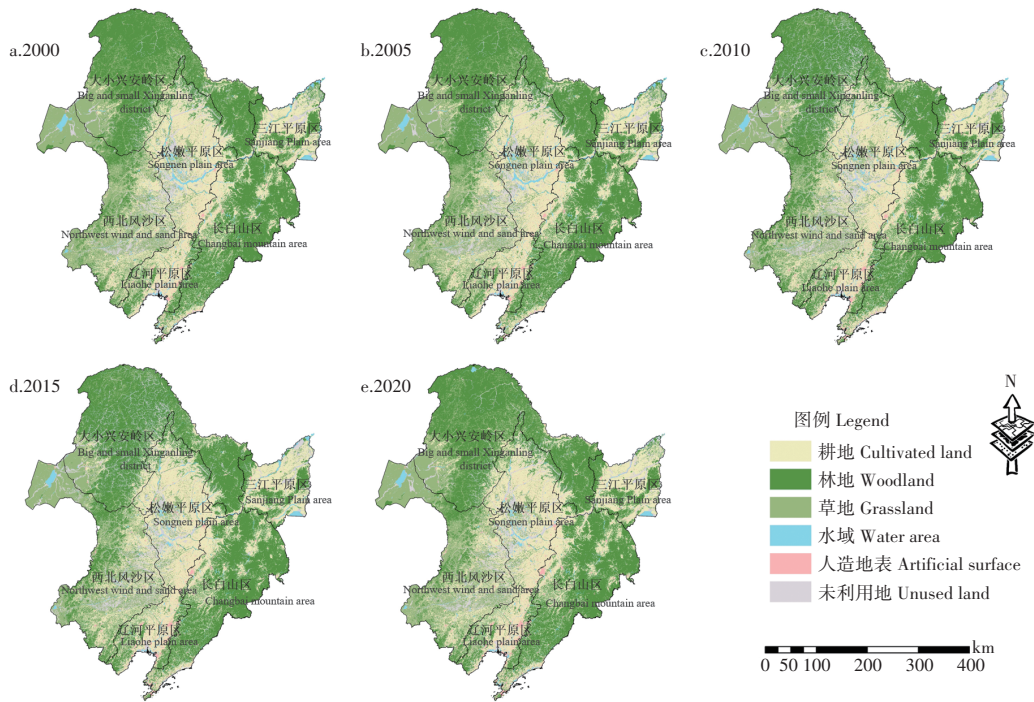 a.2000
大小兴安岭区
Big and small Xinganling
district
三江平原区
Sanjiang Plain area
松嫩平原区
Songnen plain area
西北风沙区
Northwest wind and sand area
长白山区
Changbai mountain area
辽河平原区
Liaohe plain area
b.2005
大小兴安岭区
Big and small Xinganling
district
三江平原区
Sanjiang Plain area
松嫩平原区
Songnen plain area
西北风沙区
Northwest wind and sand area
长白山区
Changbai mountain area
辽河平原区
Liaohe plain area
c.2010
大小兴安岭区
Big and small Xinganling
district
三江平原区
Sanjiang Plain area
松嫩平原区
Songnen plain area
西北风沙区
Northwest wind and sand area
长白山区
Changbai mountain area
辽河平原区
Liaohe plain area
d.2015
大小兴安岭区
Big and small Xinganling
district
三江平原区
Sanjiang Plain area
松嫩平原区
Songnen plain area
西北风沙区
Northwest wind and sand area
长白山区
Changbai mountain area
辽河平原区
Liaohe plain area
e.2020
大小兴安岭区
Big and small Xinganling
district
三江平原区
Sanjiang Plain area
松嫩平原区
Songnen plain area
西北风沙区
Northwest wind and sand area
长白山区
Changbai mountain area
辽河平原区
Liaohe plain area
N
图例 Legend
耕地 Cultivated land
林地 Woodland
草地 Grassland
水域 Water area
人造地表 Artificial surface
未利用地 Unused land
km
0 50 100 200 300 400